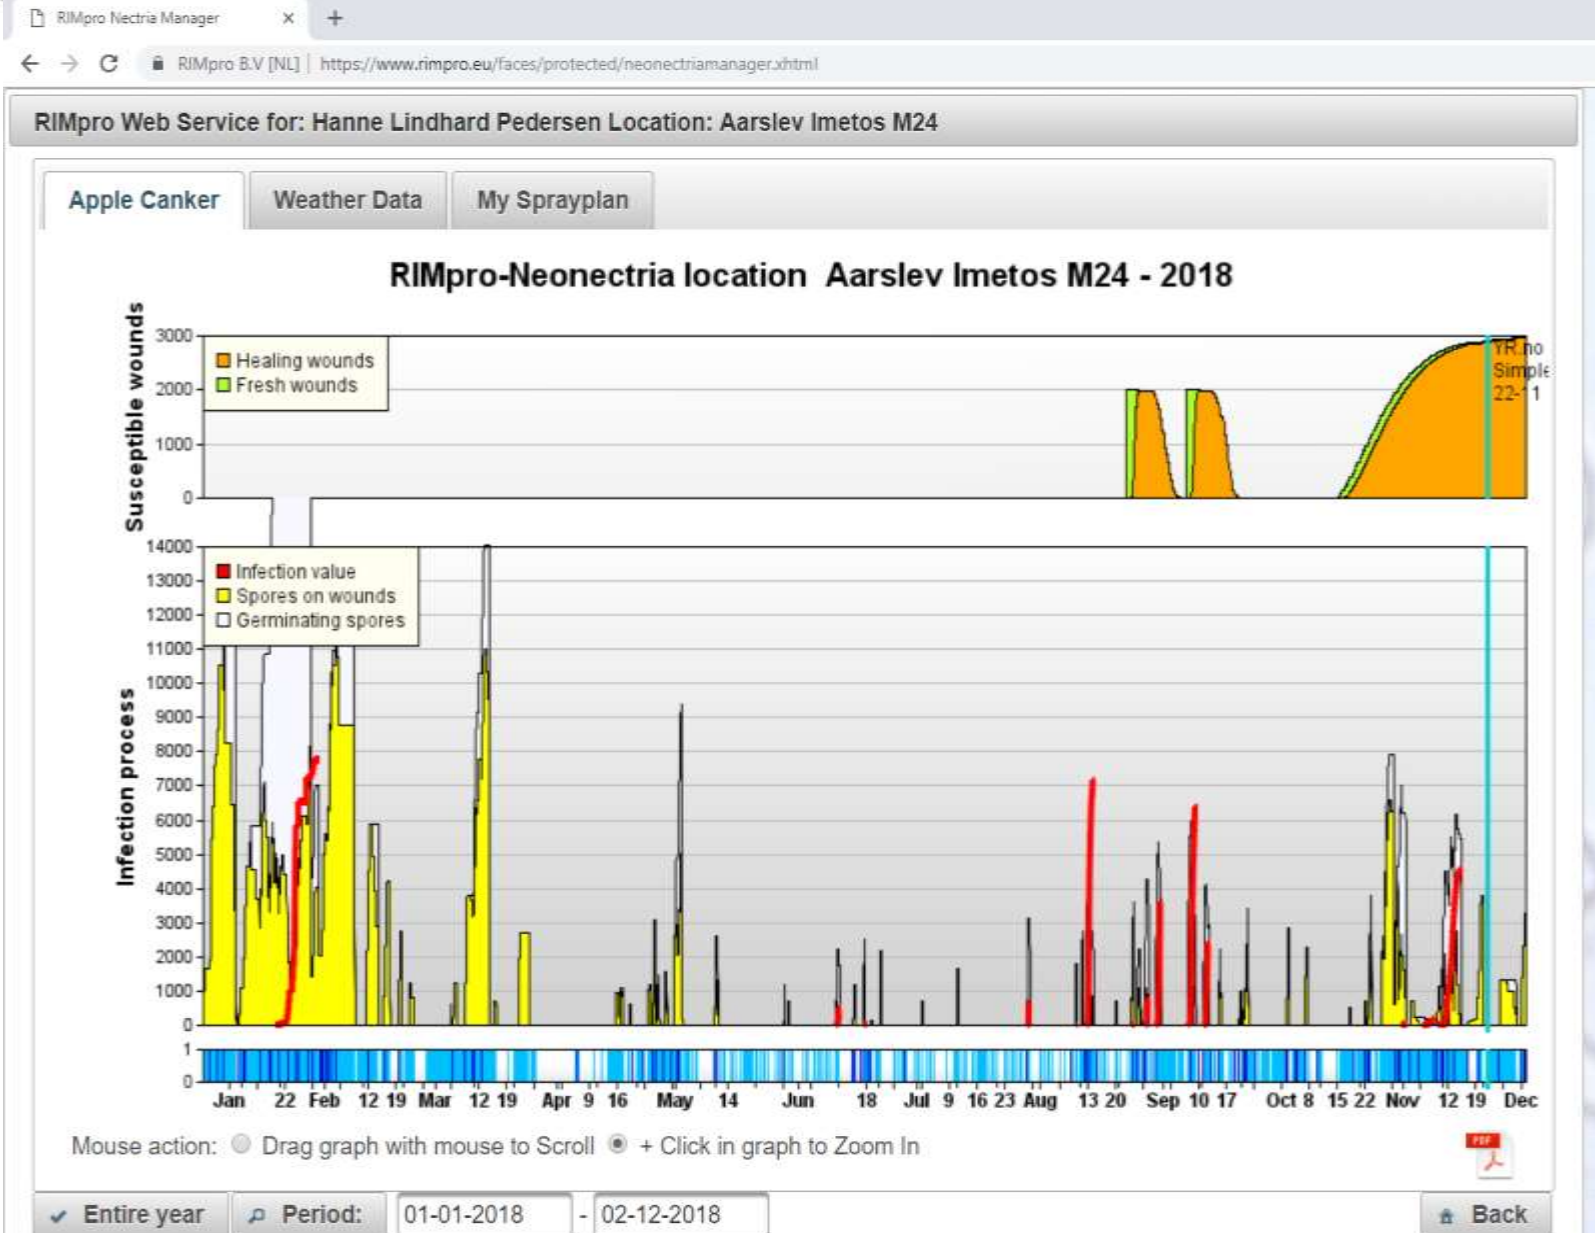 RIMpro Nectria Manager × +
RIMpro B.V [NL] | https://www.rimpro.eu/faces/protected/neonectriamanager.xhtml
RIMpro Web Service for: Hanne Lindhard Pedersen Location: Aarslev Imetos M24
Apple Canker Weather Data My Sprayplan
RIMpro-Neonectria location Aarslev Imetos M24 - 2018
Susceptible wounds
3000
2000
1000
0
Healing wounds
Fresh wounds
YR.no
Simple
22-11
Infection process
14000
13000
12000
11000
10000
9000
8000
7000
6000
5000
4000
3000
2000
1000
0
Infection value
Spores on wounds
Germinating spores
1
0
Jan 22 Feb 12 19 Mar 12 19 Apr 9 16 May 14 Jun 18 Jul 9 16 23 Aug 13 20 Sep 10 17 Oct 8 15 22 Nov 12 19 Dec
Mouse action: Drag graph with mouse to Scroll + Click in graph to Zoom In
PDF
Entire year Period: 01-01-2018 - 02-12-2018 Back